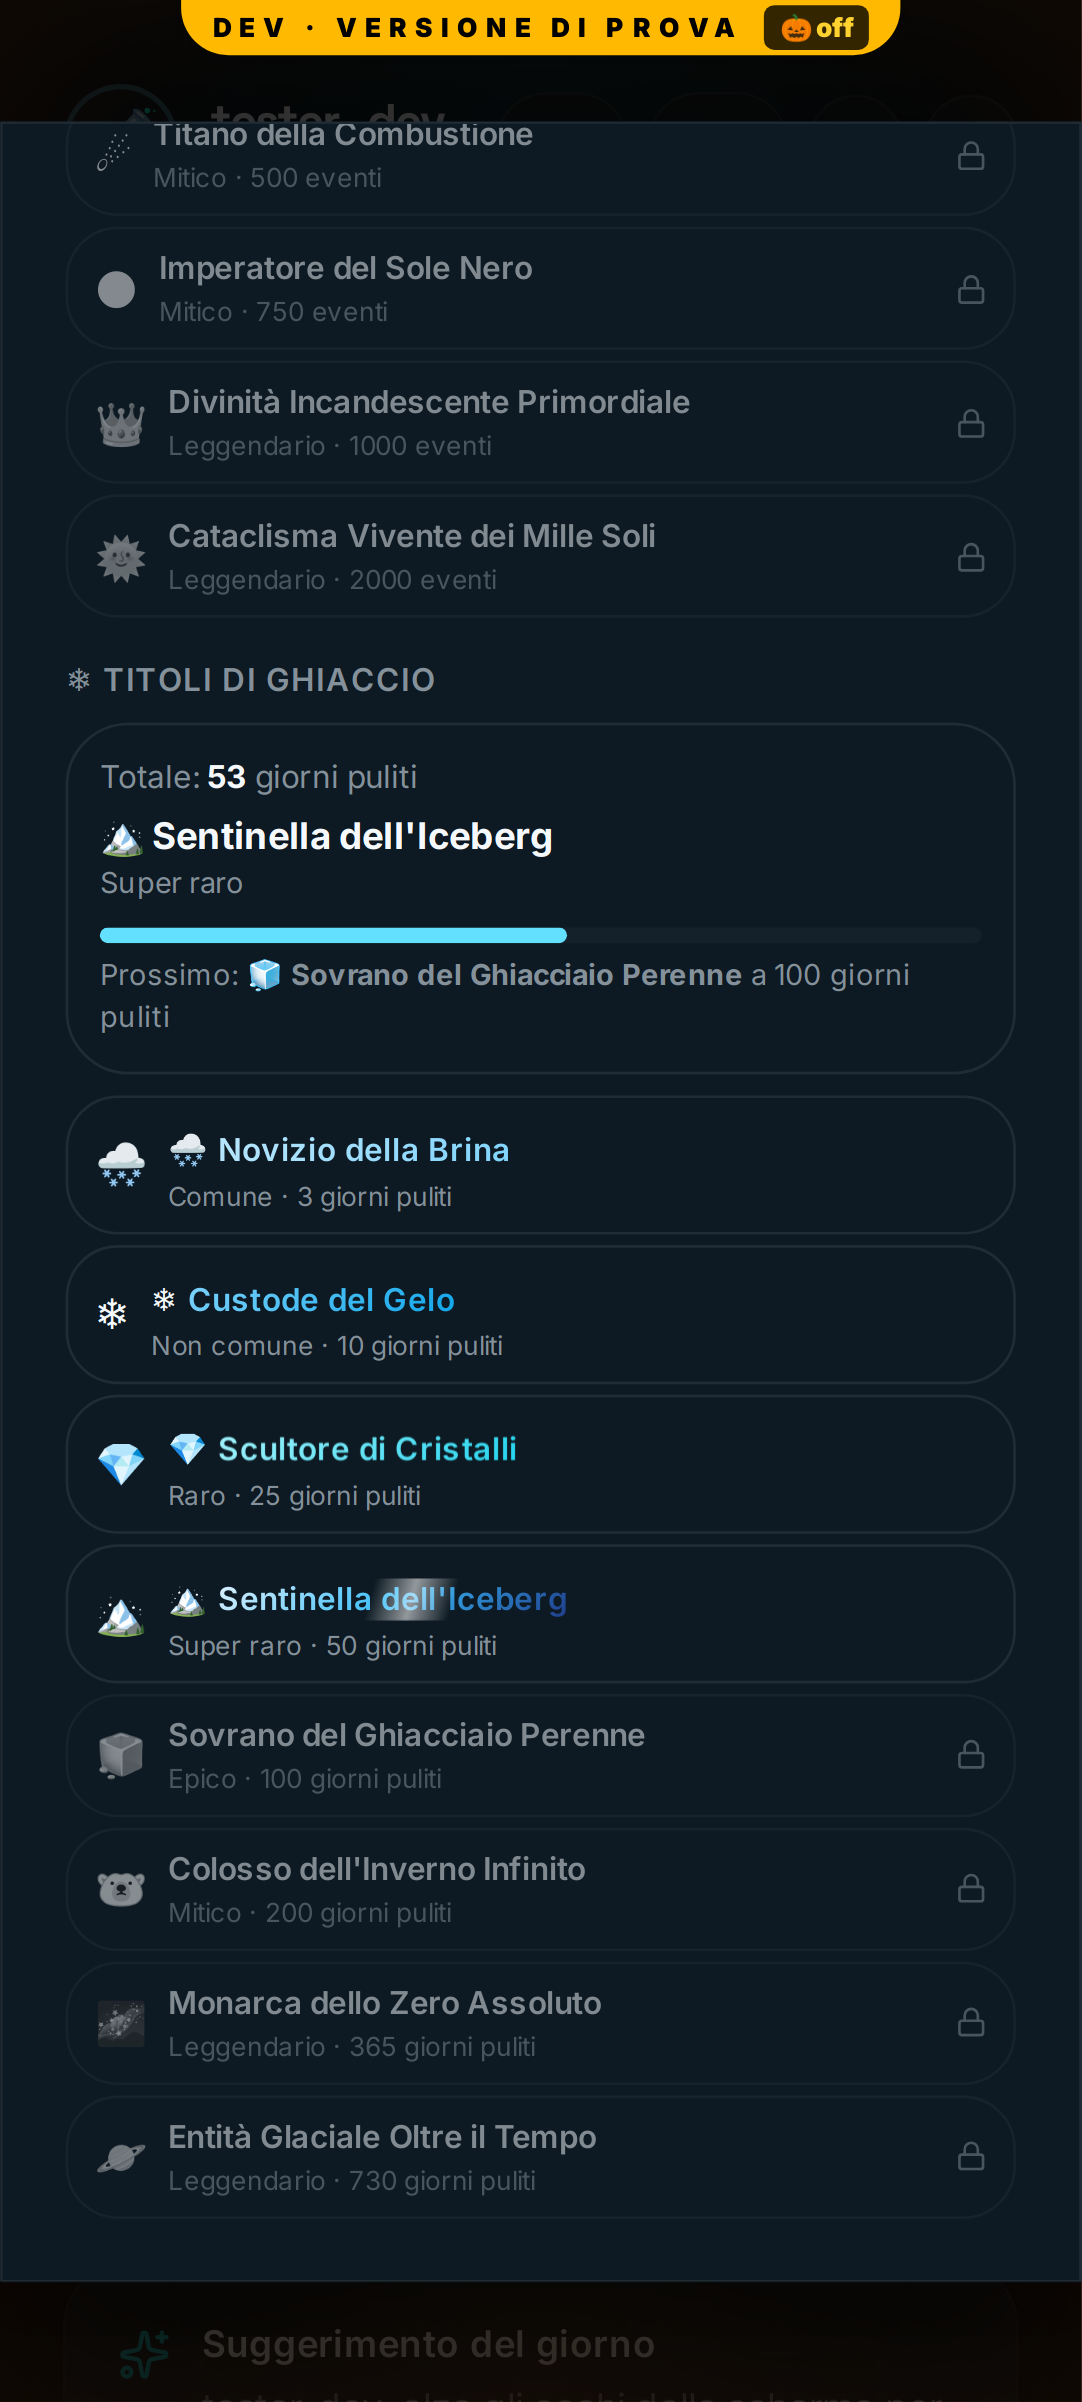 DEV · VERSIONE DI PROVA 🎃 off
tester_dev
Titano della Combustione
Mitico · 500 eventi
Imperatore del Sole Nero
Mitico · 750 eventi
Divinità Incandescente Primordiale
Leggendario · 1000 eventi
Cataclisma Vivente dei Mille Soli
Leggendario · 2000 eventi
❄ TITOLI DI GHIACCIO
Totale: 53 giorni puliti
🏔️ Sentinella dell'Iceberg
Super raro
Prossimo: 🧊 Sovrano del Ghiacciaio Perenne a 100 giorni
puliti
🌨️ Novizio della Brina
Comune · 3 giorni puliti
❄ Custode del Gelo
Non comune · 10 giorni puliti
💎 Scultore di Cristalli
Raro · 25 giorni puliti
🏔️ Sentinella dell'Iceberg
Super raro · 50 giorni puliti
Sovrano del Ghiacciaio Perenne
Epico · 100 giorni puliti
Colosso dell'Inverno Infinito
Mitico · 200 giorni puliti
Monarca dello Zero Assoluto
Leggendario · 365 giorni puliti
Entità Glaciale Oltre il Tempo
Leggendario · 730 giorni puliti
Suggerimento del giorno